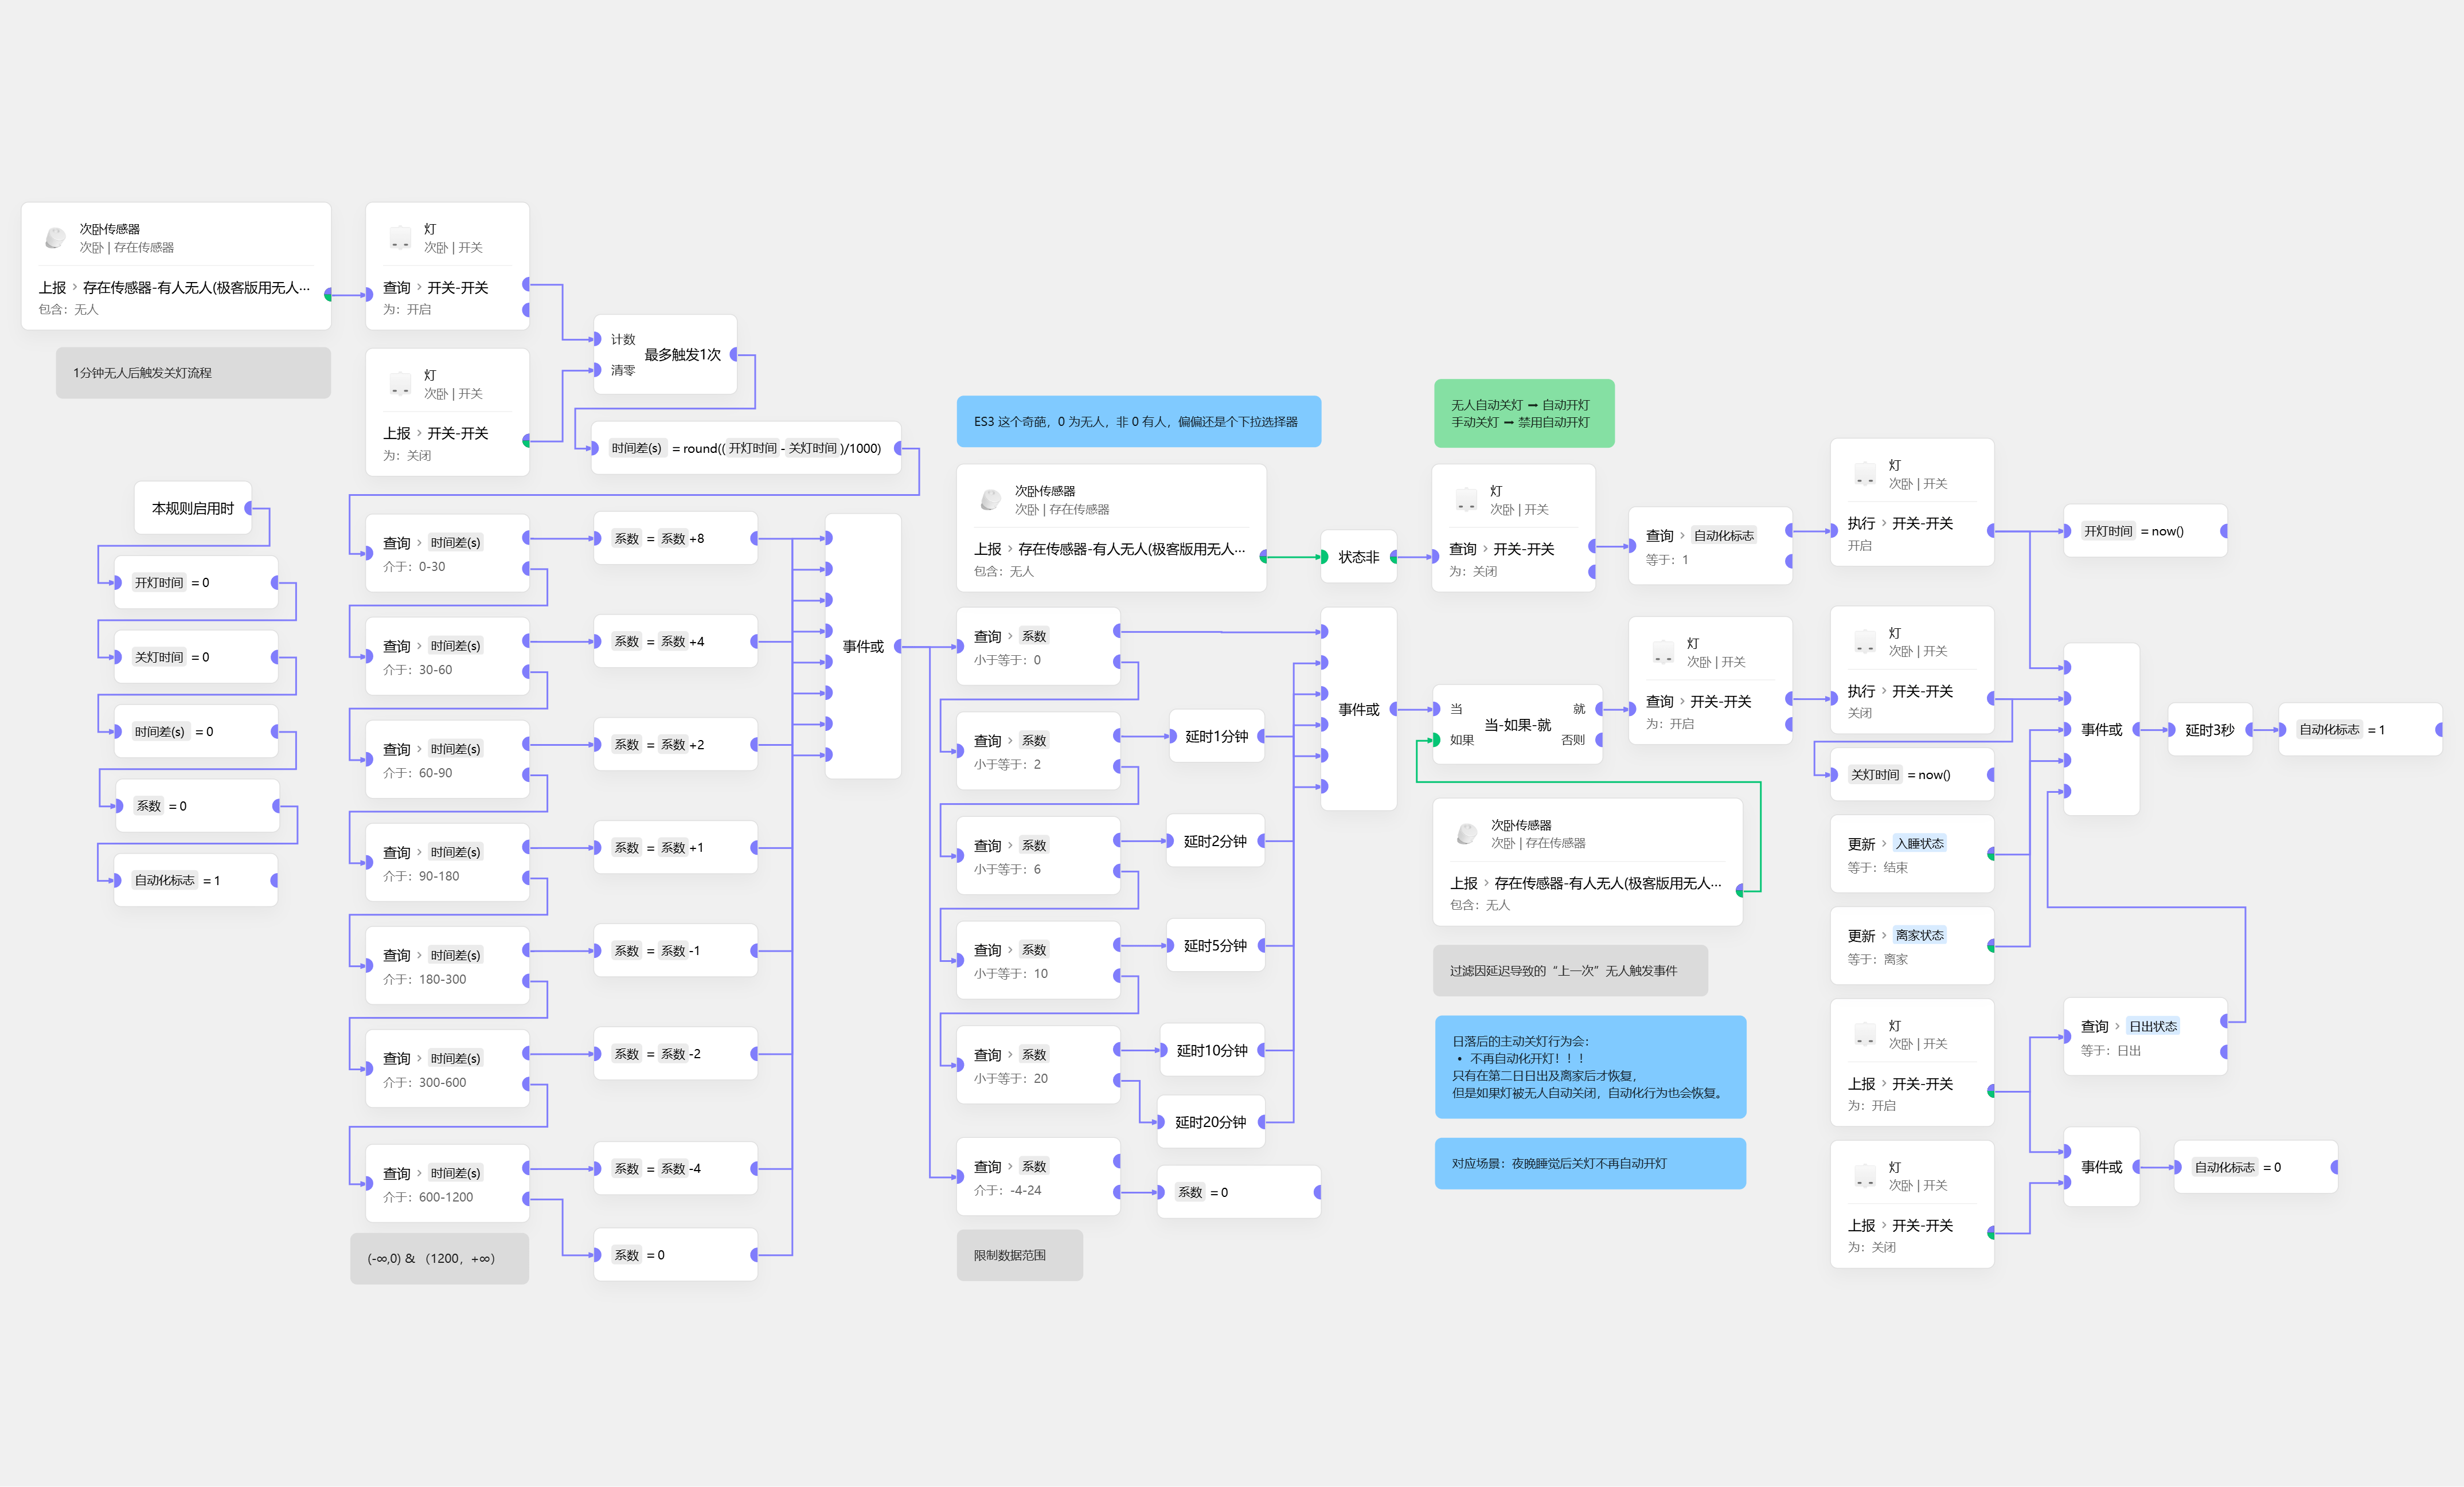 次卧传感器
次卧 | 存在传感器
上报 › 存在传感器-有人无人(极客版用无人...
包含：无人
1分钟无人后触发关灯流程
灯
次卧 | 开关
查询 › 开关-开关
为：开启
灯
次卧 | 开关
上报 › 开关-开关
为：关闭
计数
最多触发1次
清零
时间差(s) = round(( 开灯时间 - 关灯时间 )/1000)
本规则启用时
开灯时间 = 0
关灯时间 = 0
时间差(s) = 0
系数 = 0
自动化标志 = 1
查询 › 时间差(s)
介于：0-30
系数 = 系数 +8
查询 › 时间差(s)
介于：30-60
系数 = 系数 +4
查询 › 时间差(s)
介于：60-90
系数 = 系数 +2
查询 › 时间差(s)
介于：90-180
系数 = 系数 +1
查询 › 时间差(s)
介于：180-300
系数 = 系数 -1
查询 › 时间差(s)
介于：300-600
系数 = 系数 -2
查询 › 时间差(s)
介于：600-1200
系数 = 系数 -4
系数 = 0
(-∞,0) & （1200，+∞）
事件或
ES3 这个奇葩，0 为无人，非 0 有人，偏偏还是个下拉选择器
次卧传感器
次卧 | 存在传感器
上报 › 存在传感器-有人无人(极客版用无人...
包含：无人
状态非
无人自动关灯 ➡ 自动开灯
手动关灯 ➡ 禁用自动开灯
灯
次卧 | 开关
查询 › 开关-开关
为：关闭
查询 › 自动化标志
等于：1
灯
次卧 | 开关
执行 › 开关-开关
开启
开灯时间 = now()
查询 › 系数
小于等于：0
查询 › 系数
小于等于：2
延时1分钟
查询 › 系数
小于等于：6
延时2分钟
查询 › 系数
小于等于：10
延时5分钟
查询 › 系数
小于等于：20
延时10分钟
延时20分钟
查询 › 系数
介于：-4-24
系数 = 0
限制数据范围
事件或
当
就
当-如果-就
如果
否则
灯
次卧 | 开关
查询 › 开关-开关
为：开启
次卧传感器
次卧 | 存在传感器
上报 › 存在传感器-有人无人(极客版用无人...
包含：无人
过滤因延迟导致的“上一次”无人触发事件
日落后的主动关灯行为会：
• 不再自动化开灯！！！
只有在第二日日出及离家后才恢复，
但是如果灯被无人自动关闭，自动化行为也会恢复。
对应场景：夜晚睡觉后关灯不再自动开灯
灯
次卧 | 开关
执行 › 开关-开关
关闭
关灯时间 = now()
更新 › 入睡状态
等于：结束
更新 › 离家状态
等于：离家
灯
次卧 | 开关
上报 › 开关-开关
为：开启
灯
次卧 | 开关
上报 › 开关-开关
为：关闭
事件或
延时3秒
自动化标志 = 1
查询 › 日出状态
等于：日出
事件或
自动化标志 = 0